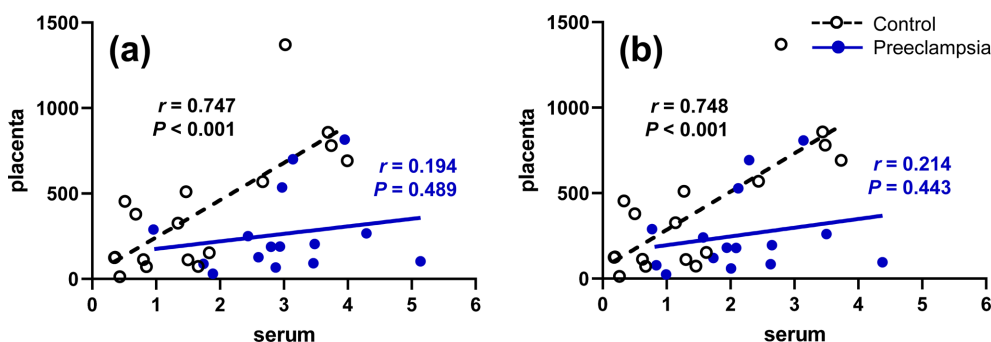 (a)
1500
1000
500
0
placenta
r = 0.747
P < 0.001
r = 0.194
P = 0.489
0 1 2 3 4 5 6
serum
(b)
Control
Preeclampsia
1500
1000
500
0
placenta
r = 0.748
P < 0.001
r = 0.214
P = 0.443
0 1 2 3 4 5 6
serum